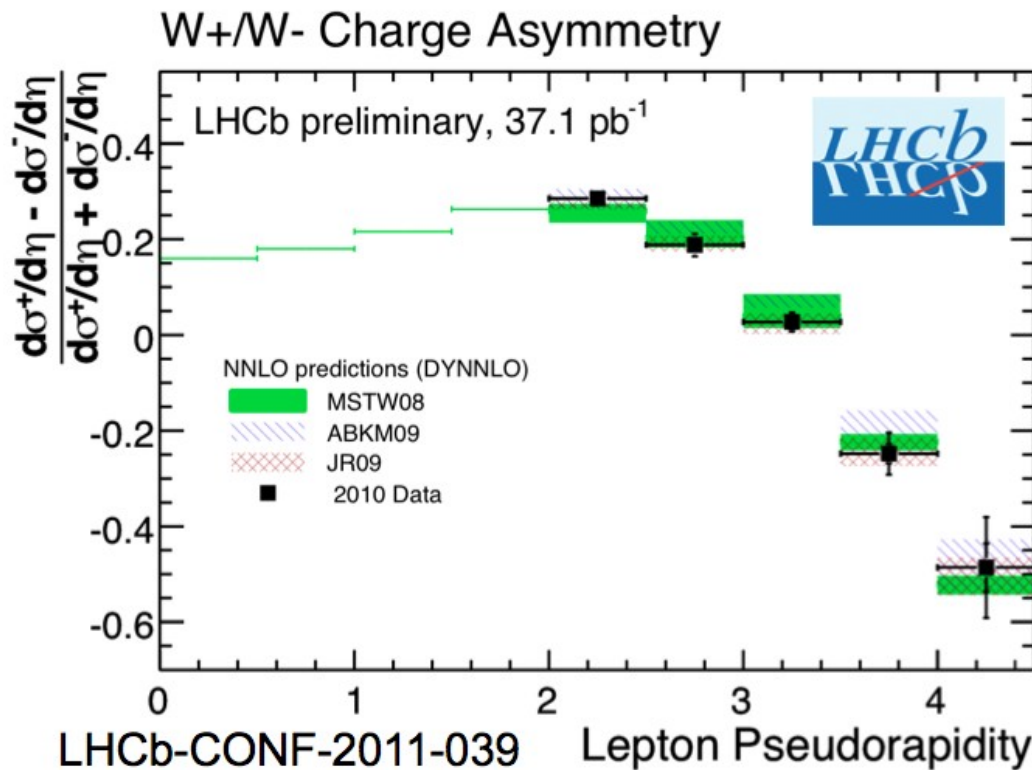 W+/W- Charge Asymmetry
dσ⁺/dη - dσ⁻/dη
dσ⁺/dη + dσ⁻/dη
LHCb preliminary, 37.1 pb⁻¹
LHCb
LHCb
0.4
0.2
0
-0.2
-0.4
-0.6
NNLO predictions (DYNNLO)
MSTW08
ABKM09
JR09
2010 Data
0 1 2 3 4
LHCb-CONF-2011-039 Lepton Pseudorapidity